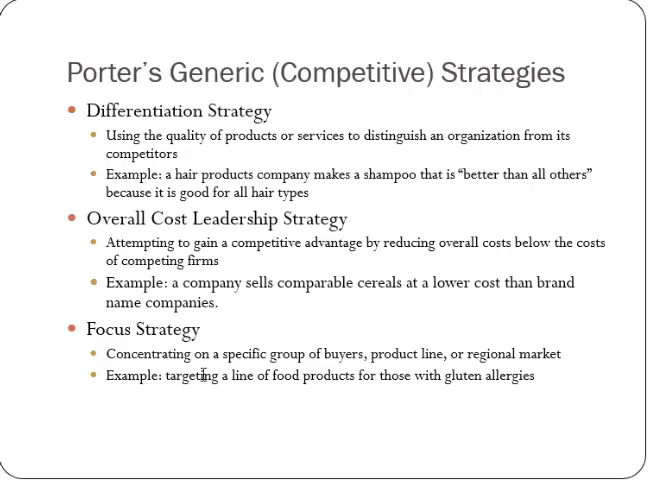 Porter's Generic (Competitive) Strategies
• Differentiation Strategy
• Using the quality of products or services to distinguish an organization from its
competitors
• Example: a hair products company makes a shampoo that is “better than all others”
because it is good for all hair types
• Overall Cost Leadership Strategy
• Attempting to gain a competitive advantage by reducing overall costs below the costs
of competing firms
• Example: a company sells comparable cereals at a lower cost than brand
name companies.
• Focus Strategy
• Concentrating on a specific group of buyers, product line, or regional market
• Example: targeting a line of food products for those with gluten allergies